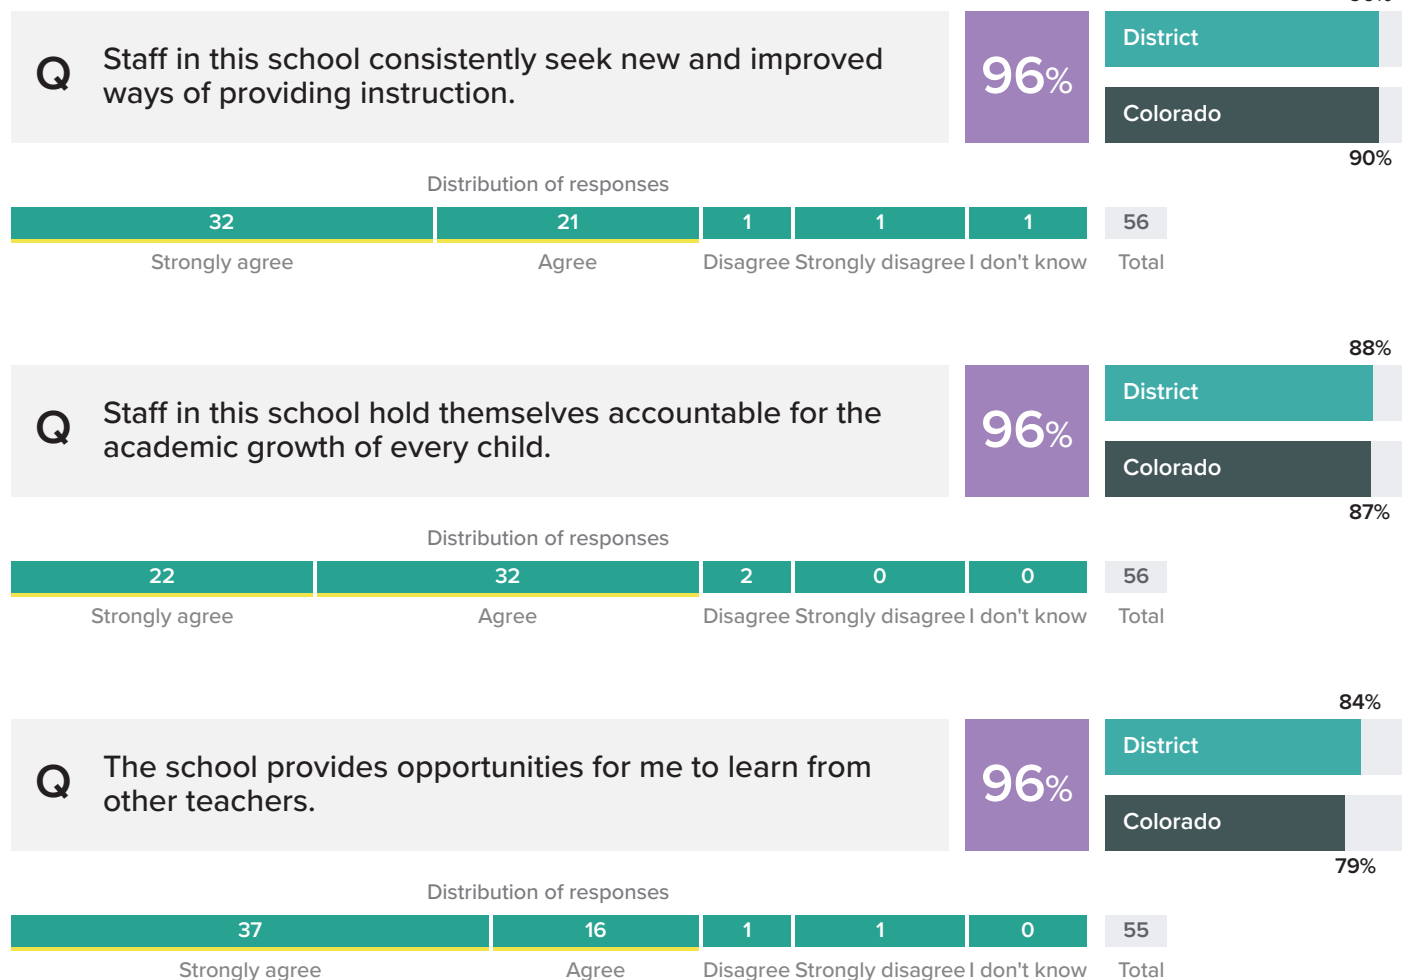 Q Staff in this school consistently seek new and improved
ways of providing instruction.
96%
District
Colorado
90%
Distribution of responses
32 21 1 1 1 56
Strongly agree Agree Disagree Strongly disagree I don't know Total
88%
Q Staff in this school hold themselves accountable for the
academic growth of every child.
96%
District
Colorado
87%
Distribution of responses
22 32 2 0 0 56
Strongly agree Agree Disagree Strongly disagree I don't know Total
84%
Q The school provides opportunities for me to learn from
other teachers.
96%
District
Colorado
79%
Distribution of responses
37 16 1 1 0 55
Strongly agree Agree Disagree Strongly disagree I don't know Total